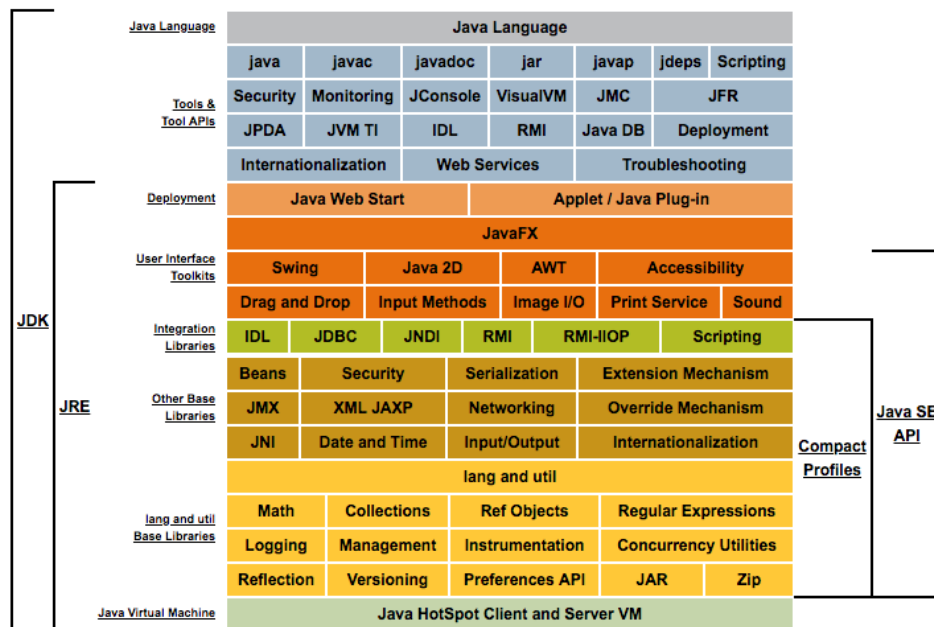 Java Language Java Language
java javac javadoc jar javap jdeps Scripting
Tools & Tool APIs
Security Monitoring JConsole VisualVM JMC JFR
JPDA JVM TI IDL RMI Java DB Deployment
Internationalization Web Services Troubleshooting
Deployment Java Web Start Applet / Java Plug-in
JavaFX
User Interface Toolkits
Swing Java 2D AWT Accessibility
Drag and Drop Input Methods Image I/O Print Service Sound
JDK
Integration Libraries
IDL JDBC JNDI RMI RMI-IIOP Scripting
JRE
Beans Security Serialization Extension Mechanism
Other Base Libraries
JMX XML JAXP Networking Override Mechanism
JNI Date and Time Input/Output Internationalization
Java SE API
Compact Profiles
lang and util
lang and util Base Libraries
Math Collections Ref Objects Regular Expressions
Logging Management Instrumentation Concurrency Utilities
Reflection Versioning Preferences API JAR Zip
Java Virtual Machine Java HotSpot Client and Server VM